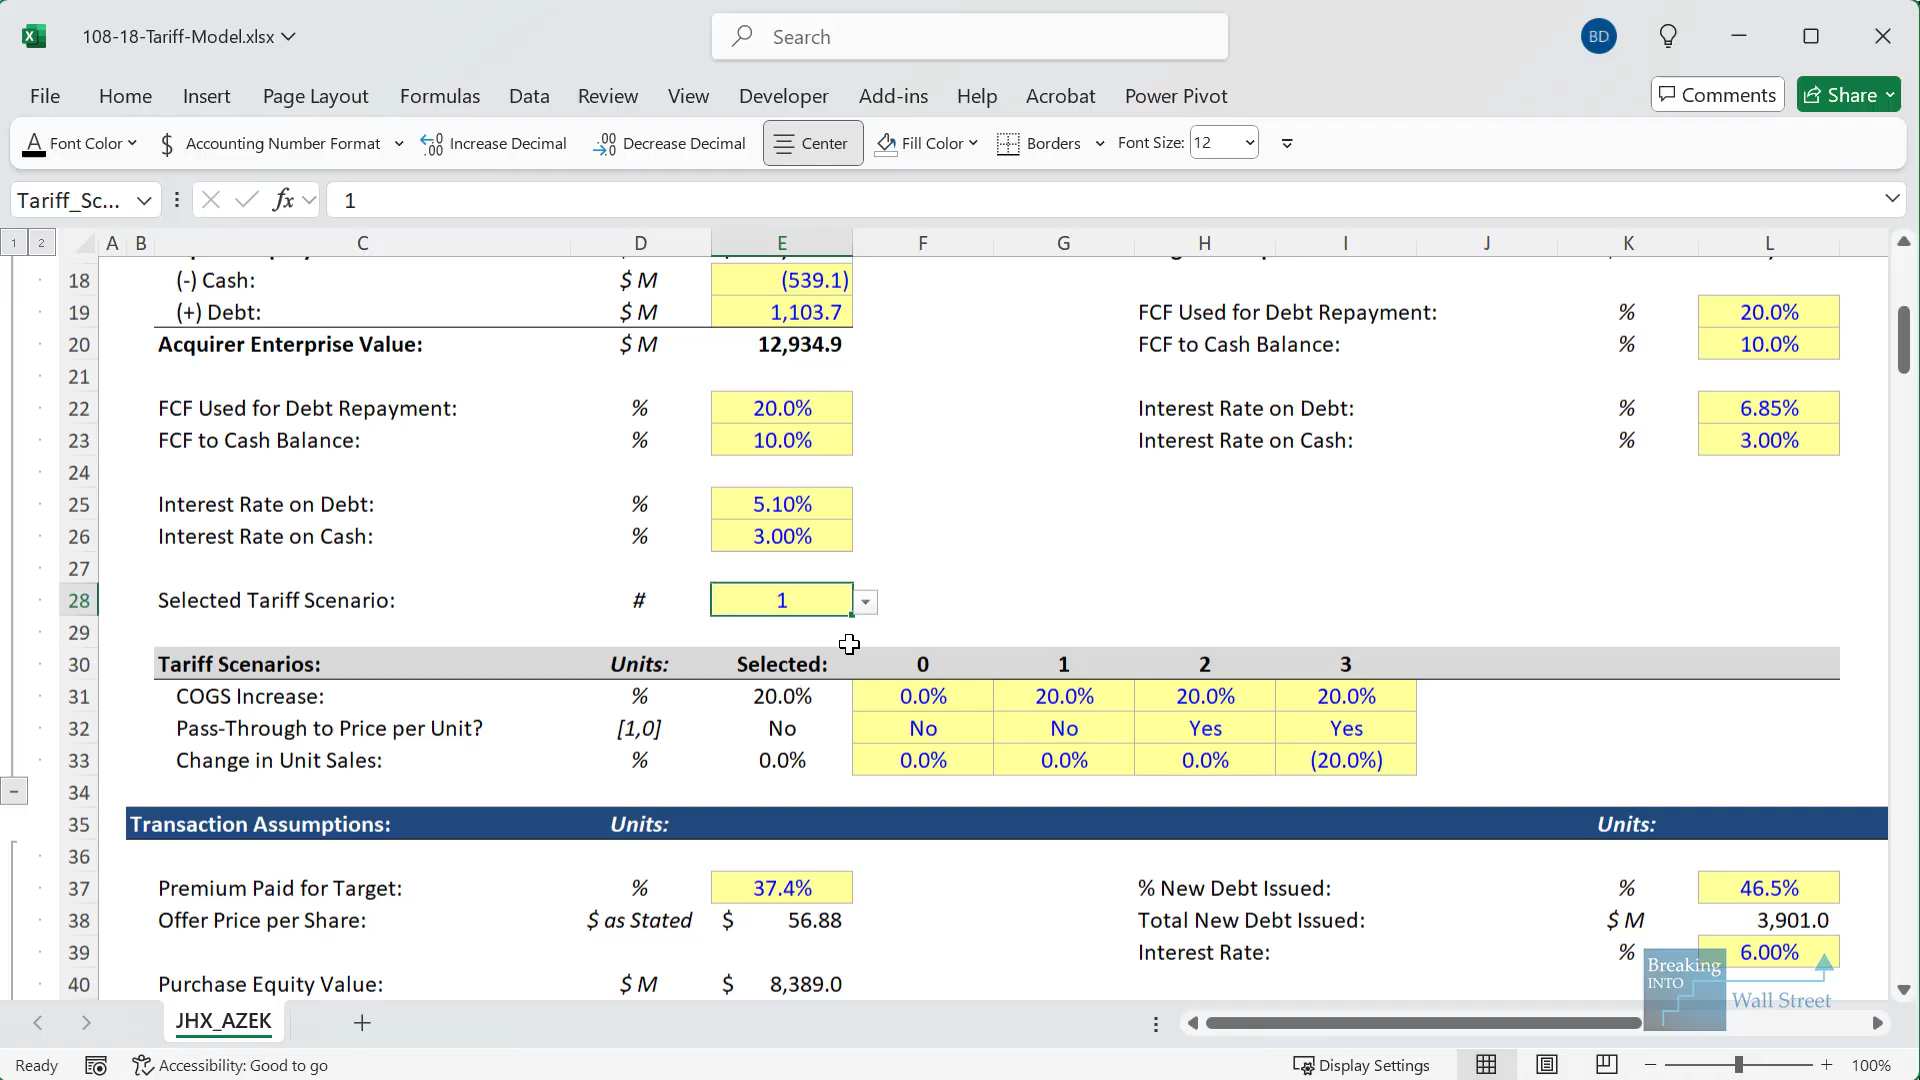 108-18-Tariff-Model.xlsx
Search
BD
File Home Insert Page Layout Formulas Data Review View Developer Add-ins Help Acrobat Power Pivot Comments Share
A Font Color $ Accounting Number Format Increase Decimal Decrease Decimal Center Fill Color Borders Font Size: 12
Tariff_Sc... fx 1
1 2 A B C D E F G H I J K L
18 (-) Cash: $ M (539.1)
19 (+) Debt: $ M 1,103.7 FCF Used for Debt Repayment: % 20.0%
20 Acquirer Enterprise Value: $ M 12,934.9 FCF to Cash Balance: % 10.0%
21
22 FCF Used for Debt Repayment: % 20.0% Interest Rate on Debt: % 6.85%
23 FCF to Cash Balance: % 10.0% Interest Rate on Cash: % 3.00%
24
25 Interest Rate on Debt: % 5.10%
26 Interest Rate on Cash: % 3.00%
27
28 Selected Tariff Scenario: # 1
29
30 Tariff Scenarios: Units: Selected: 0 1 2 3
31 COGS Increase: % 20.0% 0.0% 20.0% 20.0% 20.0%
32 Pass-Through to Price per Unit? [1,0] No No No Yes Yes
33 Change in Unit Sales: % 0.0% 0.0% 0.0% 0.0% (20.0%)
34
35 Transaction Assumptions: Units: Units:
36
37 Premium Paid for Target: % 37.4% % New Debt Issued: % 46.5%
38 Offer Price per Share: $ as Stated $ 56.88 Total New Debt Issued: $ M 3,901.0
39 Interest Rate: % 6.00%
40 Purchase Equity Value: $ M $ 8,389.0
Breaking
INTO
Wall Street
JHX_AZEK
Ready Accessibility: Good to go Display Settings 100%